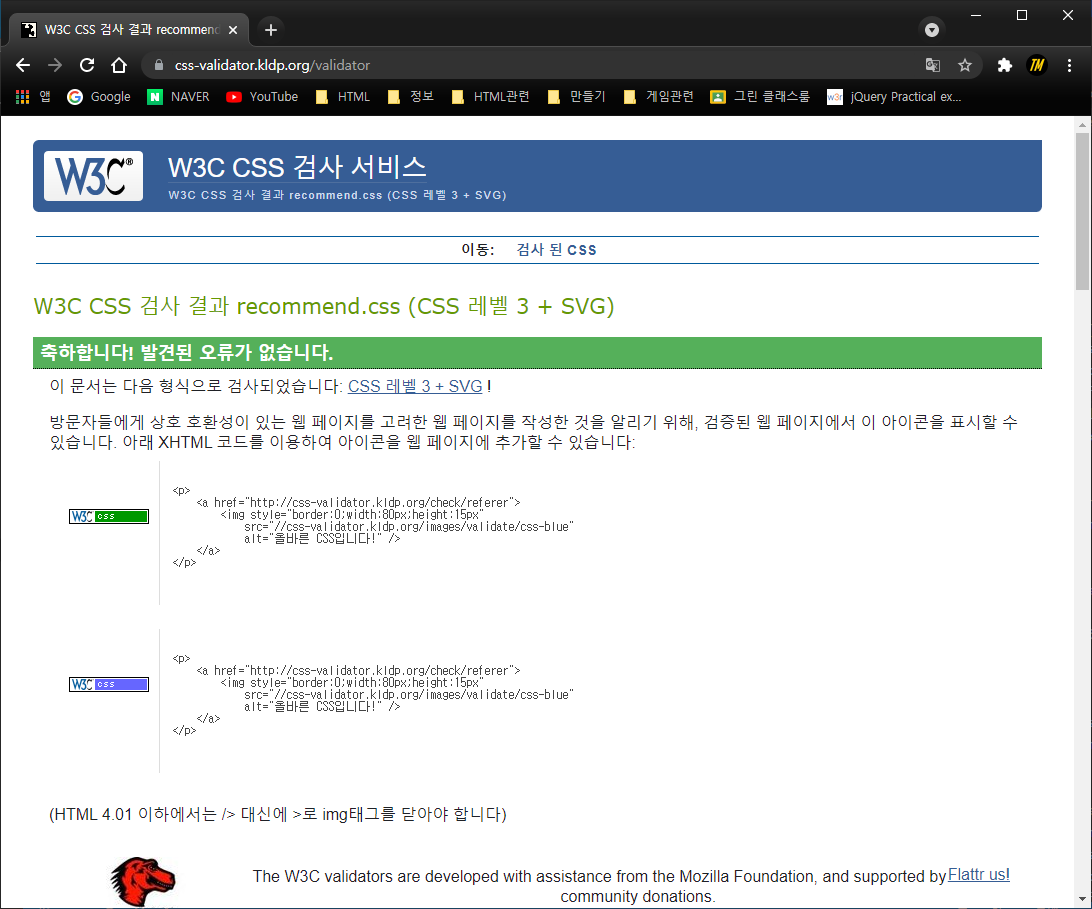 W3C CSS 검사 결과 recommend
css-validator.kldp.org/validator
TM
앱 Google NAVER YouTube HTML 정보 HTML관련 만들기 게임관련 그린 클래스룸 w3r jQuery Practical ex...
W3C® W3C CSS 검사 서비스
W3C CSS 검사 결과 recommend.css (CSS 레벨 3 + SVG)
이동: 검사 된 CSS
W3C CSS 검사 결과 recommend.css (CSS 레벨 3 + SVG)
축하합니다! 발견된 오류가 없습니다.
이 문서는 다음 형식으로 검사되었습니다: CSS 레벨 3 + SVG !
방문자들에게 상호 호환성이 있는 웹 페이지를 고려한 웹 페이지를 작성한 것을 알리기 위해, 검증된 웹 페이지에서 이 아이콘을 표시할 수
있습니다. 아래 XHTML 코드를 이용하여 아이콘을 웹 페이지에 추가할 수 있습니다:
W3C css
<p>
<a href="http://css-validator.kldp.org/check/referer">
<img style="border:0;width:80px;height:15px"
src="//css-validator.kldp.org/images/validate/css-blue"
alt="올바른 CSS입니다!" />
</a>
</p>
W3C css
<p>
<a href="http://css-validator.kldp.org/check/referer">
<img style="border:0;width:80px;height:15px"
src="//css-validator.kldp.org/images/validate/css-blue"
alt="올바른 CSS입니다!" />
</a>
</p>
(HTML 4.01 이하에서는 /> 대신에 >로 img태그를 닫아야 합니다)
The W3C validators are developed with assistance from the Mozilla Foundation, and supported by Flattr us!
community donations.